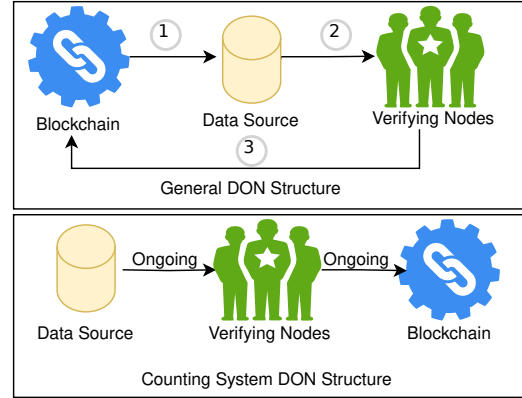 1
2
Blockchain
Data Source
Verifying Nodes
3
General DON Structure
Ongoing
Ongoing
Data Source
Verifying Nodes
Blockchain
Counting System DON Structure